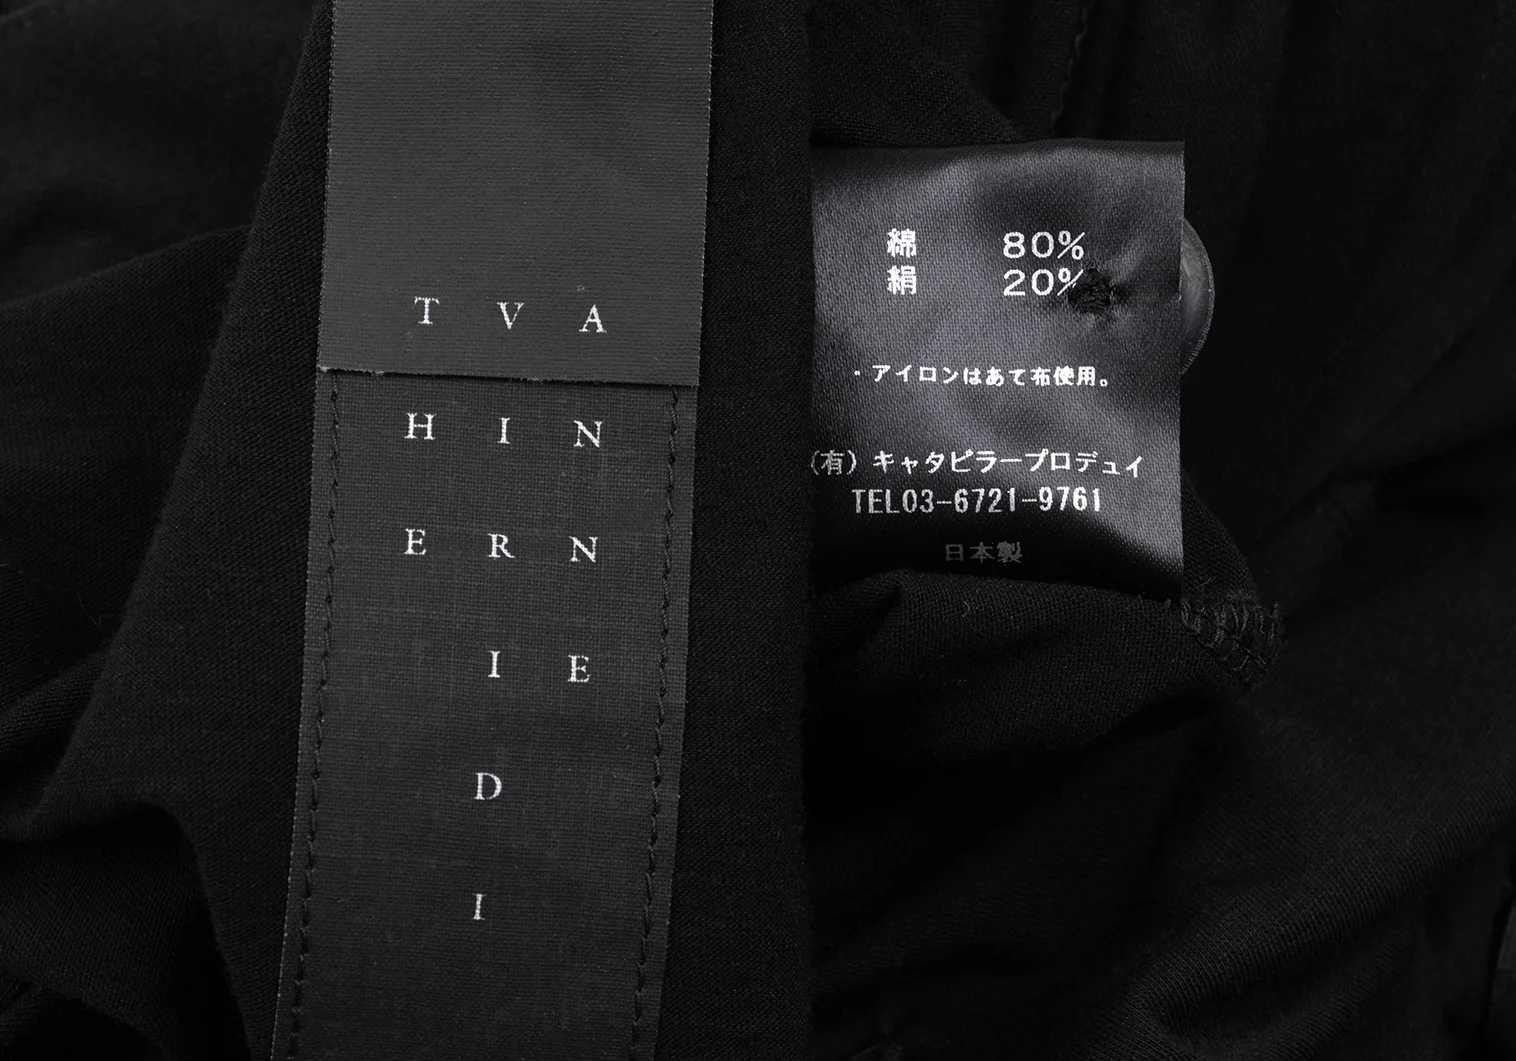 T V A
H I N
E R N
I E
D
I
綿 80%
絹 20%
・アイロンはあて布使用。
(有)キャタピラープロデュイ
TEL03-6721-9761
日本製